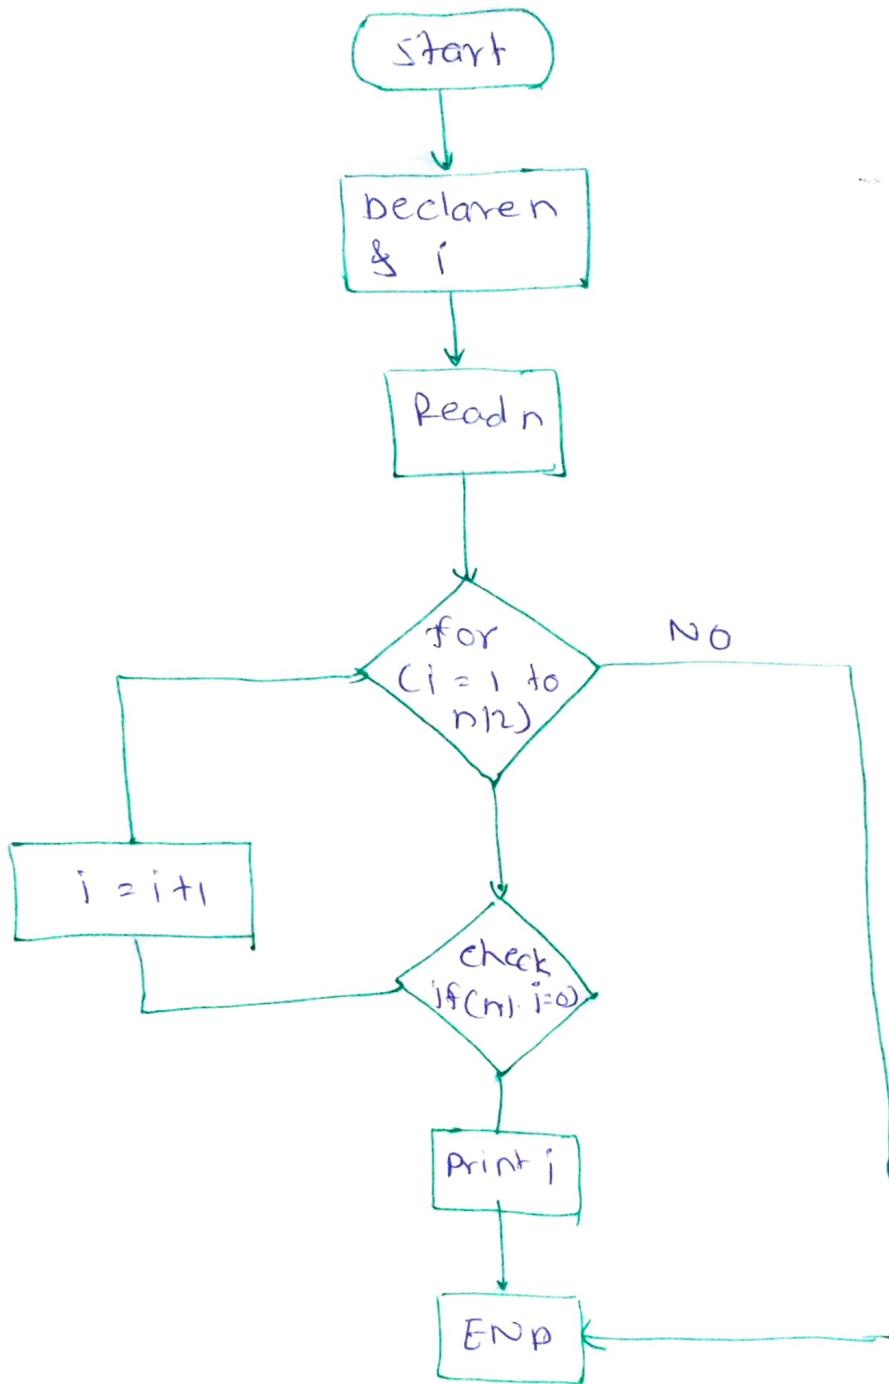 start
Declare n
& i
Read n
for
(i = 1 to
n/2)
NO
i = i+1
check
if(n%i=0)
Print i
END